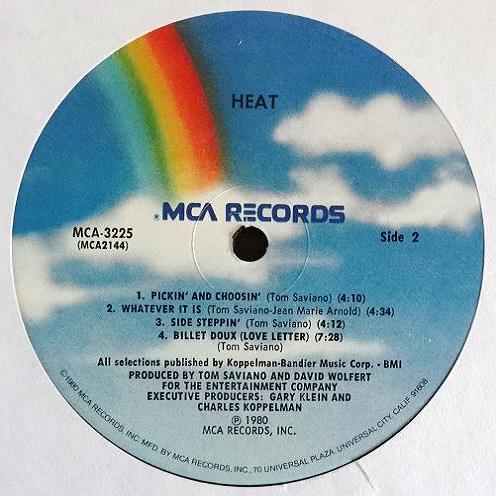 HEAT
®MCA RECORDS
MCA-3225
(MCA2144)
Side 2
1. PICKIN' AND CHOOSIN' (Tom Saviano) (4:10)
2. WHATEVER IT IS (Tom Saviano-Jean Marie Arnold) (4:34)
3. SIDE STEPPIN' (Tom Saviano) (4:12)
4. BILLET DOUX (LOVE LETTER) (7:28)
(Tom Saviano)
All selections published by Koppelman-Bandier Music Corp. - BMI
PRODUCED BY TOM SAVIANO AND DAVID WOLFERT
FOR THE ENTERTAINMENT COMPANY
EXECUTIVE PRODUCERS: GARY KLEIN AND
CHARLES KOPPELMAN
℗ 1980
MCA RECORDS, INC.
©1980 MCA RECORDS, INC. MFD. BY MCA RECORDS, INC., 70 UNIVERSAL PLAZA, UNIVERSAL CITY, CALIF. 91608